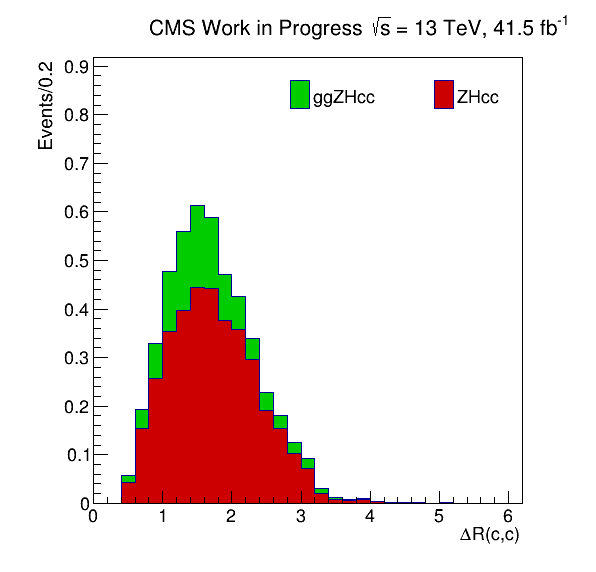 CMS Work in Progress √s = 13 TeV, 41.5 fb⁻¹
Events/0.2
ggZHcc ZHcc
0.9
0.8
0.7
0.6
0.5
0.4
0.3
0.2
0.1
0
0 1 2 3 4 5 6
ΔR(c,c)